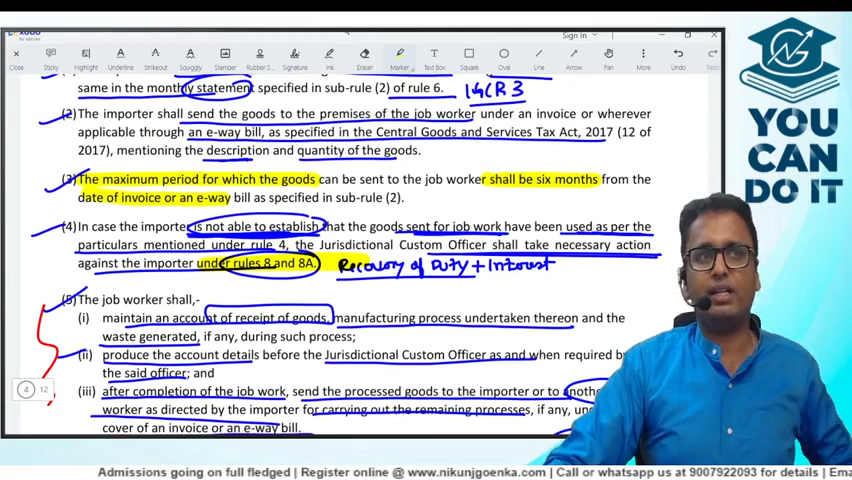 Sign In
Close
Highlight
Underline
Strikeout
Squiggly
Stamper
Rubber S..
Signature
Ink
Eraser
Marker
Text Box
Square
Oval
Line
Arrow
Pan
More
Undo
Redo
same in the monthly statement specified in sub-rule (2) of rule 6. IGCR 3
(2) The importer shall send the goods to the premises of the job worker under an invoice or wherever
applicable through an e-way bill, as specified in the Central Goods and Services Tax Act, 2017 (12 of
2017), mentioning the description and quantity of the goods.
(3) The maximum period for which the goods can be sent to the job worker shall be six months from the
date of invoice or an e-way bill as specified in sub-rule (2).
(4) In case the importer is not able to establish that the goods sent for job work have been used as per the
particulars mentioned under rule 4, the Jurisdictional Custom Officer shall take necessary action
against the importer under rules 8 and 8A. Recovery of Duty + Interest
(5) The job worker shall,-
(i) maintain an account of receipt of goods, manufacturing process undertaken thereon and the
waste generated, if any, during such process;
(ii) produce the account details before the Jurisdictional Custom Officer as and when required by
the said officer; and
(iii) after completion of the job work, send the processed goods to the importer or to
worker as directed by the importer for carrying out the remaining processes, if any,
cover of an invoice or an e-way bill.
4 12
YOU
CAN
DO IT
Admissions going on full fledged | Register online @ www.nikunjgoenka.com | Call or whatsapp us at 9007922093 for details | Ema